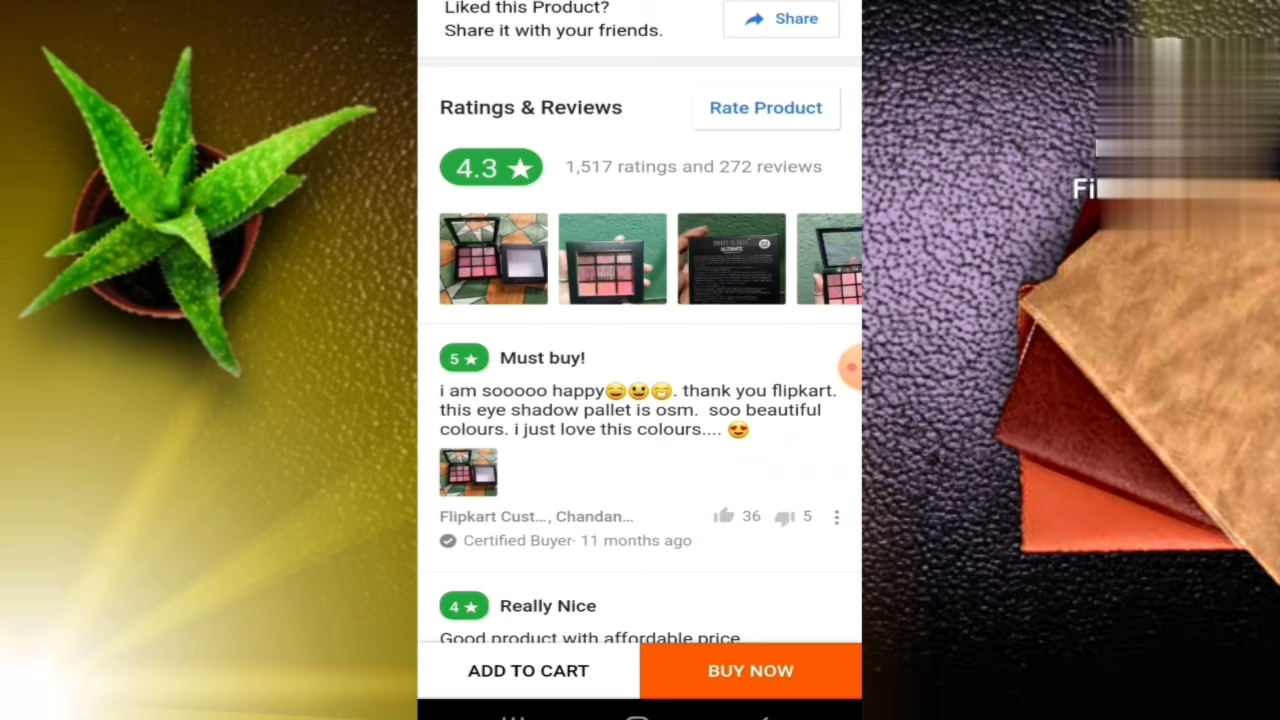 Liked this Product?
Share it with your friends.
Share
Ratings & Reviews
Rate Product
4.3 ★
1,517 ratings and 272 reviews
ULTIMATE
02
5 ★ Must buy!
i am sooooo happy😄😃😁. thank you flipkart.
this eye shadow pallet is osm. soo beautiful
colours. i just love this colours.... 😍
Flipkart Cust..., Chandan...
36
5
Certified Buyer · 11 months ago
4 ★ Really Nice
Good product with affordable price
ADD TO CART
BUY NOW
Fi